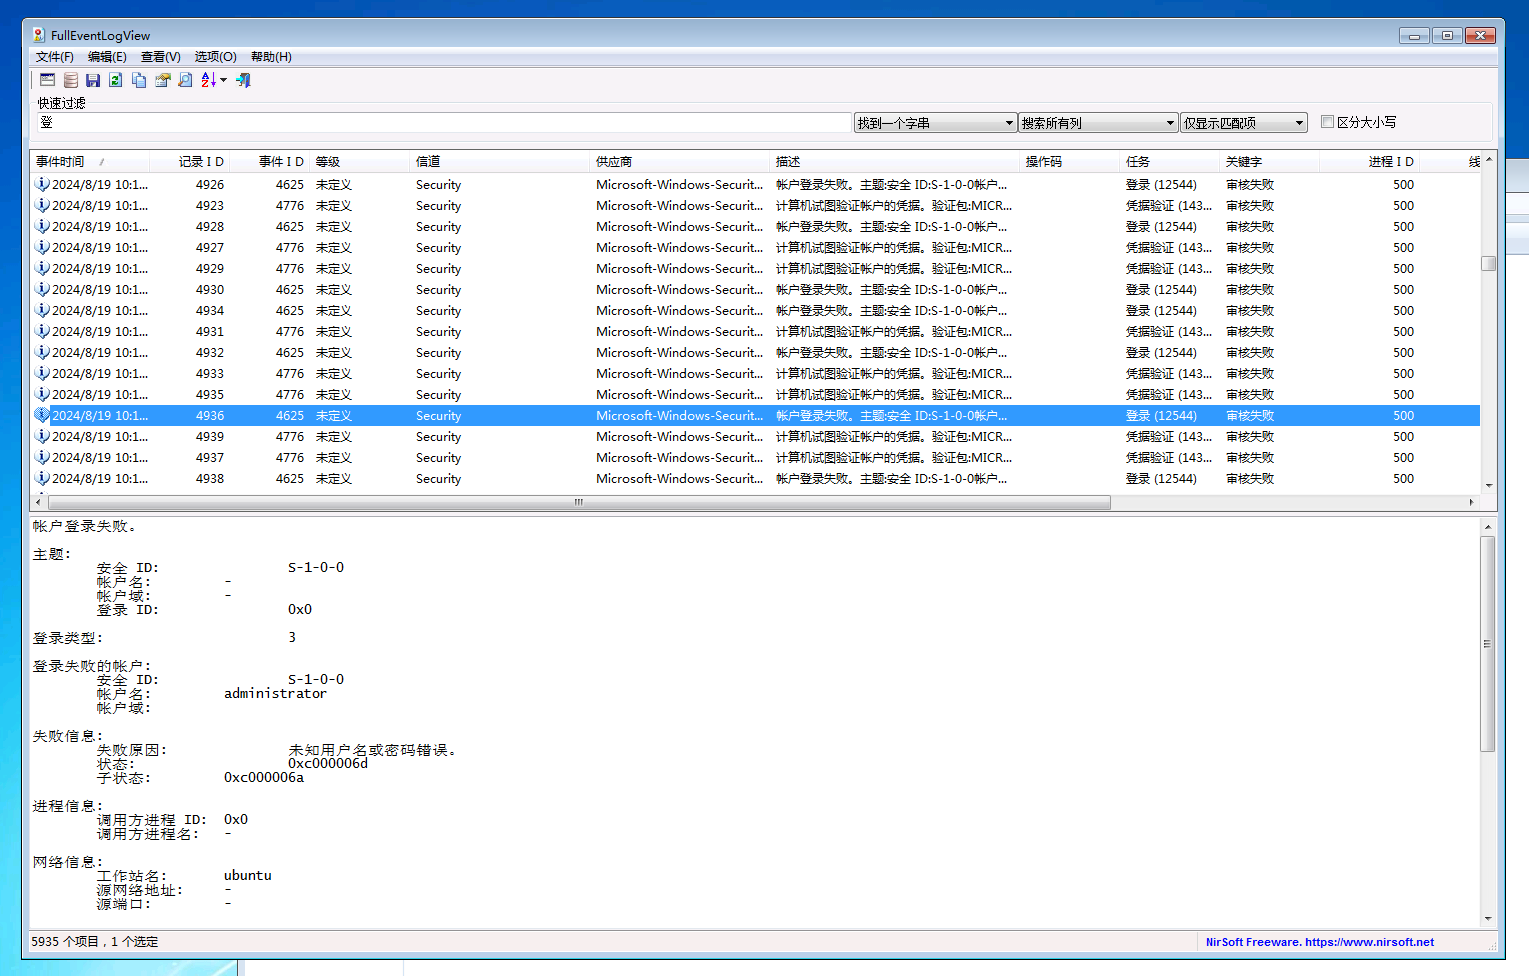 FullEventLogView
文件(F) 编辑(E) 查看(V) 选项(O) 帮助(H)
快速过滤
登 找到一个字串 搜索所有列 仅显示匹配项 区分大小写
事件时间 / 记录 I D 事件 I D 等级 信道 供应商 描述 操作码 任务 关键字 进程 I D 线
2024/8/19 10:1... 4926 4625 未定义 Security Microsoft-Windows-Securit... 帐户登录失败。主题:安全 ID:S-1-0-0帐户... 登录 (12544) 审核失败 500
2024/8/19 10:1... 4923 4776 未定义 Security Microsoft-Windows-Securit... 计算机试图验证帐户的凭据。验证包:MICR... 凭据验证 (143... 审核失败 500
2024/8/19 10:1... 4928 4625 未定义 Security Microsoft-Windows-Securit... 帐户登录失败。主题:安全 ID:S-1-0-0帐户... 登录 (12544) 审核失败 500
2024/8/19 10:1... 4927 4776 未定义 Security Microsoft-Windows-Securit... 计算机试图验证帐户的凭据。验证包:MICR... 凭据验证 (143... 审核失败 500
2024/8/19 10:1... 4929 4776 未定义 Security Microsoft-Windows-Securit... 计算机试图验证帐户的凭据。验证包:MICR... 凭据验证 (143... 审核失败 500
2024/8/19 10:1... 4930 4625 未定义 Security Microsoft-Windows-Securit... 帐户登录失败。主题:安全 ID:S-1-0-0帐户... 登录 (12544) 审核失败 500
2024/8/19 10:1... 4934 4625 未定义 Security Microsoft-Windows-Securit... 帐户登录失败。主题:安全 ID:S-1-0-0帐户... 登录 (12544) 审核失败 500
2024/8/19 10:1... 4931 4776 未定义 Security Microsoft-Windows-Securit... 计算机试图验证帐户的凭据。验证包:MICR... 凭据验证 (143... 审核失败 500
2024/8/19 10:1... 4932 4625 未定义 Security Microsoft-Windows-Securit... 帐户登录失败。主题:安全 ID:S-1-0-0帐户... 登录 (12544) 审核失败 500
2024/8/19 10:1... 4933 4776 未定义 Security Microsoft-Windows-Securit... 计算机试图验证帐户的凭据。验证包:MICR... 凭据验证 (143... 审核失败 500
2024/8/19 10:1... 4935 4776 未定义 Security Microsoft-Windows-Securit... 计算机试图验证帐户的凭据。验证包:MICR... 凭据验证 (143... 审核失败 500
2024/8/19 10:1... 4936 4625 未定义 Security Microsoft-Windows-Securit... 帐户登录失败。主题:安全 ID:S-1-0-0帐户... 登录 (12544) 审核失败 500
2024/8/19 10:1... 4939 4776 未定义 Security Microsoft-Windows-Securit... 计算机试图验证帐户的凭据。验证包:MICR... 凭据验证 (143... 审核失败 500
2024/8/19 10:1... 4937 4776 未定义 Security Microsoft-Windows-Securit... 计算机试图验证帐户的凭据。验证包:MICR... 凭据验证 (143... 审核失败 500
2024/8/19 10:1... 4938 4625 未定义 Security Microsoft-Windows-Securit... 帐户登录失败。主题:安全 ID:S-1-0-0帐户... 登录 (12544) 审核失败 500
帐户登录失败。
主题:
安全 ID: S-1-0-0
帐户名: -
帐户域: -
登录 ID: 0x0
登录类型: 3
登录失败的帐户:
安全 ID: S-1-0-0
帐户名: administrator
帐户域:
失败信息:
失败原因: 未知用户名或密码错误。
状态: 0xc000006d
子状态: 0xc000006a
进程信息:
调用方进程 ID: 0x0
调用方进程名: -
网络信息:
工作站名: ubuntu
源网络地址: -
源端口: -
5935 个项目，1 个选定 NirSoft Freeware. https://www.nirsoft.net